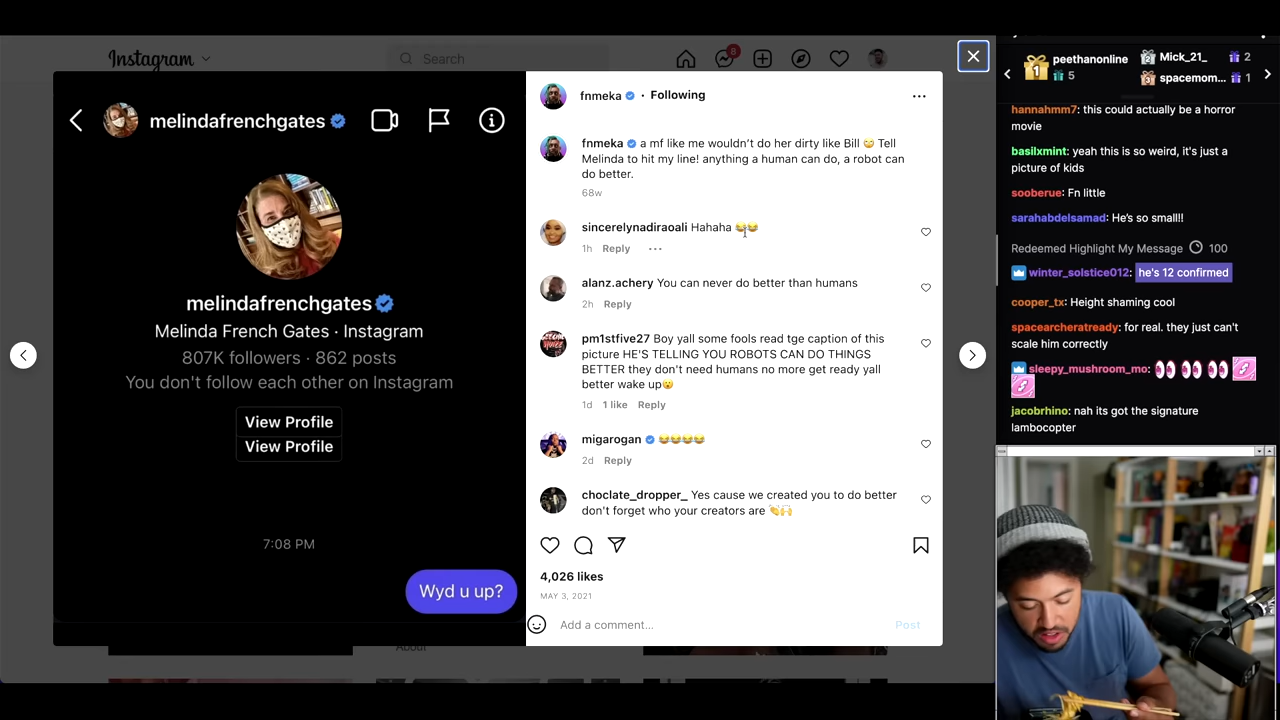 Instagram
Search
8
melindafrenchgates
melindafrenchgates
Melinda French Gates · Instagram
807K followers · 862 posts
You don't follow each other on Instagram
View Profile
View Profile
7:08 PM
Wyd u up?
About
fnmeka • Following
fnmeka a mf like me wouldn’t do her dirty like Bill 🙄 Tell
Melinda to hit my line! anything a human can do, a robot can
do better.
68w
sincerelynadiraoali Hahaha 😂😂
1h Reply
alanz.achery You can never do better than humans
2h Reply
pm1stfive27 Boy yall some fools read tge caption of this
picture HE'S TELLING YOU ROBOTS CAN DO THINGS
BETTER they don't need humans no more get ready yall
better wake up😯
1d 1 like Reply
migarogan 😂😂😂😂
2d Reply
choclate_dropper_ Yes cause we created you to do better
don't forget who your creators are 👏🙌
4,026 likes
MAY 3, 2021
Add a comment…
Post
1 peethanonline
5
2 Mick_21_ 2
3 spacemom... 1
hannahmm7: this could actually be a horror
movie
basilxmint: yeah this is so weird, it's just a
picture of kids
sooberue: Fn little
sarahabdelsamad: He's so small!!
Redeemed Highlight My Message 100
winter_solstice012: he's 12 confirmed
cooper_tx: Height shaming cool
spacearcheratready: for real. they just can't
scale him correctly
sleepy_mushroom_mo:
jacobrhino: nah its got the signature
lambocopter